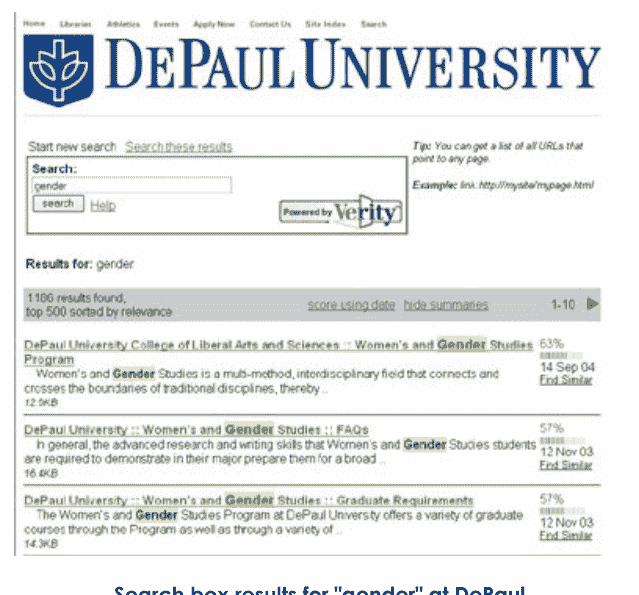 Home Libraries Athletics Events Apply Now Contact Us Site Index Search
DEPAUL UNIVERSITY
Start new search Search these results
Tip: You can get a list of all URLs that
point to any page.
Example: link:http://mysite/mypage.html
Search:
gender
search Help
Powered by Verity
Results for: gender
1186 results found,
top 500 sorted by relevance
score using date hide summaries 1-10
DePaul University College of Liberal Arts and Sciences :: Women's and Gender Studies
Program
63%
Women's and Gender Studies is a multi-method, interdisciplinary field that connects and
crosses the boundaries of traditional disciplines, thereby ..
14 Sep 04
Find Similar
12.9KB
DePaul University :: Women's and Gender Studies :: FAQs
57%
In general, the advanced research and writing skills that Women's and Gender Studies students
are required to demonstrate in their major prepare them for a broad ..
12 Nov 03
Find Similar
16.4KB
DePaul University :: Women's and Gender Studies :: Graduate Requirements
57%
The Women's and Gender Studies Program at DePaul University offers a variety of graduate
courses through the Program as well as through a variety of ..
12 Nov 03
Find Similar
14.3KB
Search box results for "gender" at DePaul